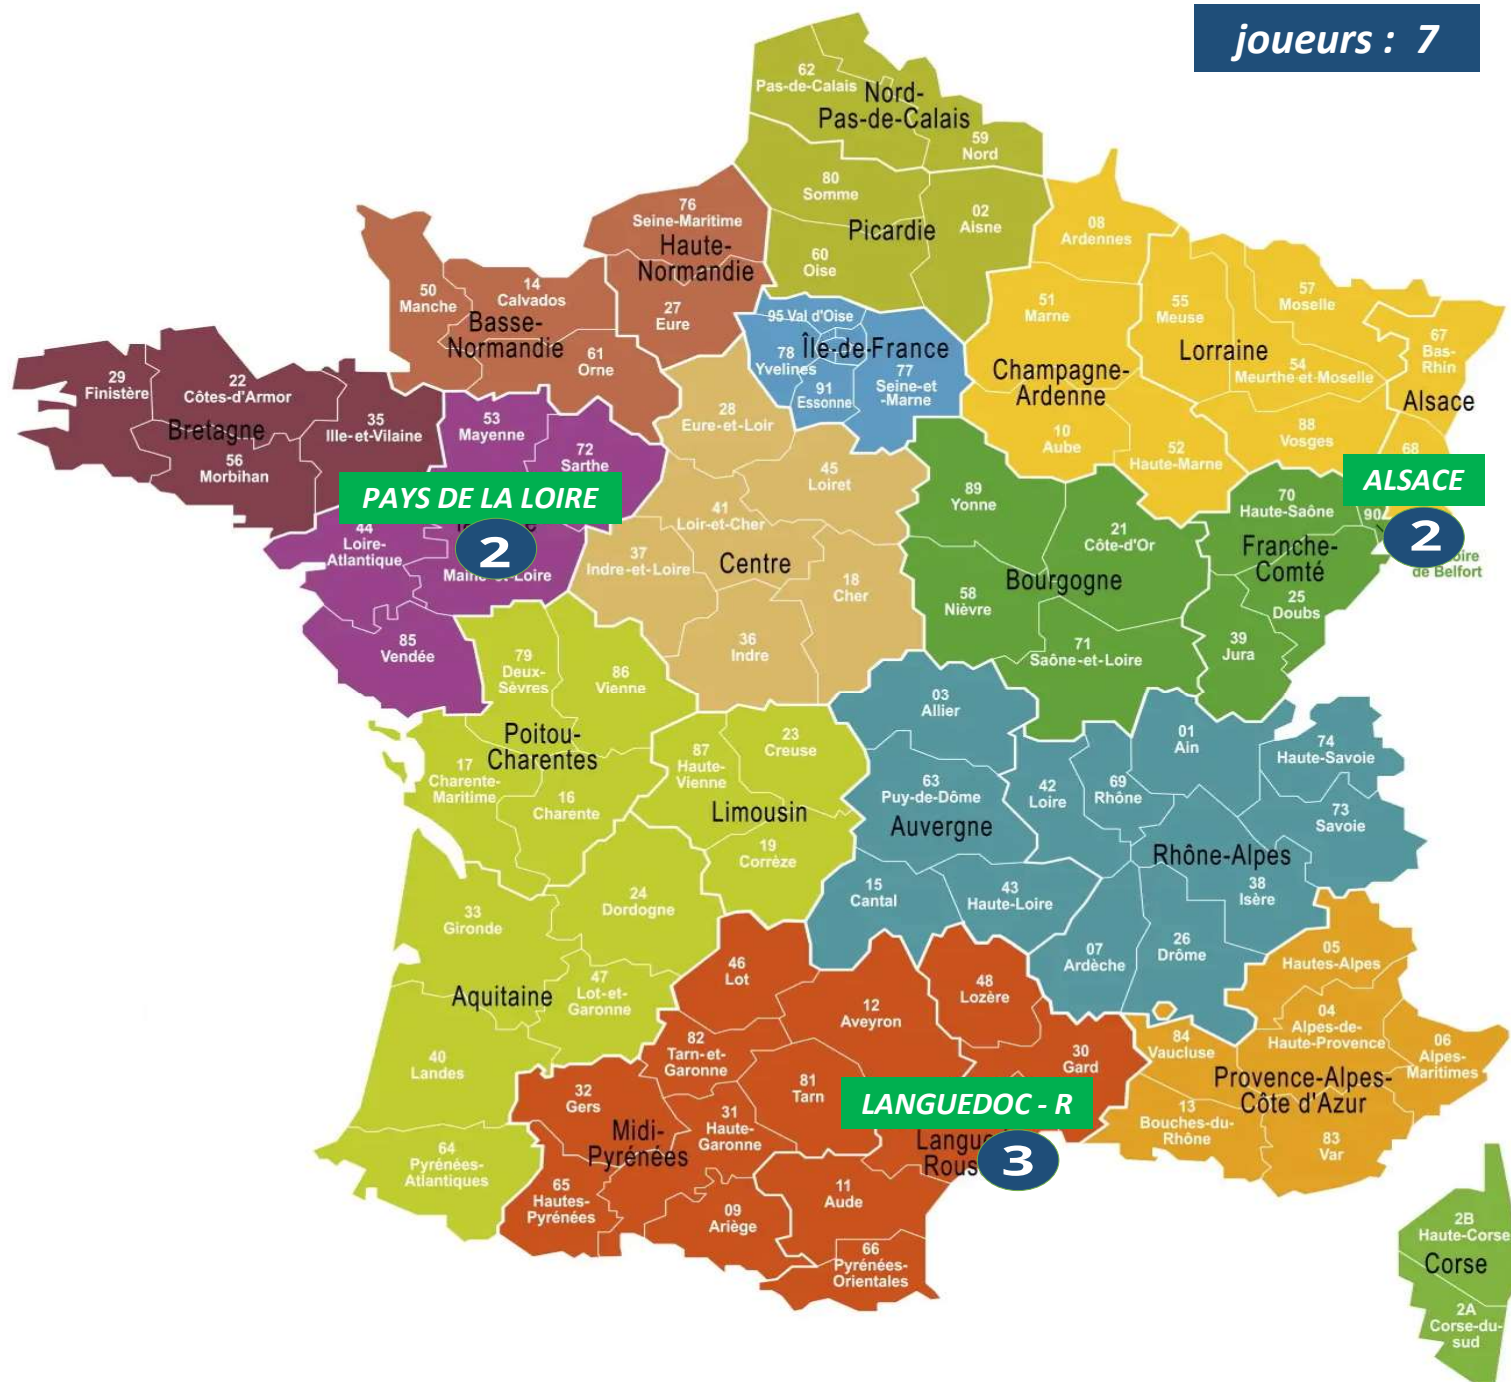 joueurs : 7
62
Pas-de-Calais
Nord-
Pas-de-Calais
59
Nord
80
Somme
02
Aisne
Picardie
60
Oise
76
Seine-Maritime
Haute-
Normandie
27
Eure
08
Ardennes
50
Manche
14
Calvados
Basse-
Normandie
61
Orne
95 Val d'Oise
Île-de-France
78
Yvelines
91
Essonne
77
Seine-et
-Marne
51
Marne
55
Meuse
57
Moselle
67
Bas-
Rhin
Lorraine
54
Meurthe-et-Moselle
Champagne-
Ardenne
Alsace
10
Aube
52
Haute-Marne
88
Vosges
68
29
Finistère
22
Côtes-d'Armor
35
Ille-et-Vilaine
Bretagne
56
Morbihan
53
Mayenne
72
Sarthe
28
Eure-et-Loir
45
Loiret
PAYS DE LA LOIRE
2
ALSACE
2
44
Loire-
Atlantique
Maine-et-Loire
85
Vendée
41
Loir-et-Cher
37
Indre-et-Loire
Centre
18
Cher
36
Indre
89
Yonne
21
Côte-d'Or
Bourgogne
58
Nièvre
71
Saône-et-Loire
70
Haute-Saône
90
de Belfort
Franche-
Comté
25
Doubs
39
Jura
79
Deux-
Sèvres
86
Vienne
Poitou-
Charentes
17
Charente-
Maritime
16
Charente
87
Haute-
Vienne
23
Creuse
Limousin
19
Corrèze
03
Allier
63
Puy-de-Dôme
Auvergne
15
Cantal
43
Haute-Loire
42
Loire
69
Rhône
01
Ain
74
Haute-Savoie
73
Savoie
Rhône-Alpes
38
Isère
07
Ardèche
26
Drôme
33
Gironde
24
Dordogne
47
Lot-et-
Garonne
Aquitaine
40
Landes
64
Pyrénées-
Atlantiques
46
Lot
12
Aveyron
82
Tarn-et-
Garonne
81
Tarn
32
Gers
31
Haute-
Garonne
Midi-
Pyrénées
65
Hautes-
Pyrénées
09
Ariège
48
Lozère
30
Gard
LANGUEDOC - R
3
11
Aude
66
Pyrénées-
Orientales
05
Hautes-Alpes
04
Alpes-de-
Haute-Provence
06
Alpes-
Maritimes
84
Vaucluse
Provence-Alpes-
Côte d'Azur
13
Bouches-du-
Rhône
83
Var
2B
Haute-Corse
Corse
2A
Corse-du-
sud